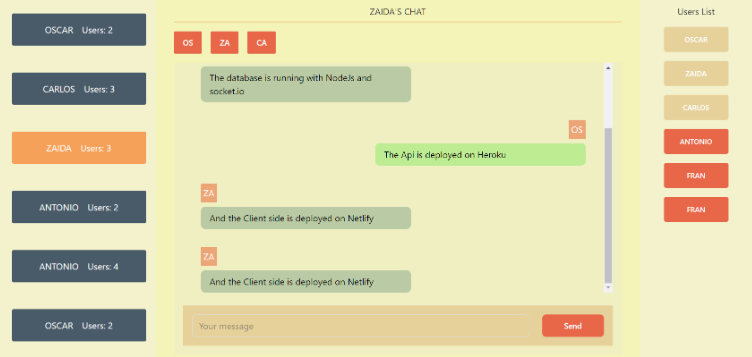 OSCAR Users: 2
CARLOS Users: 3
ZAIDA Users: 3
ANTONIO Users: 2
ANTONIO Users: 4
OSCAR Users: 2
ZAIDA'S CHAT
OS ZA CA
The database is running with NodeJs and
socket.io
OS
The Api is deployed on Heroku
ZA
And the Client side is deployed on Netlify
ZA
And the Client side is deployed on Netlify
Your message
Send
Users List
OSCAR
ZAIDA
CARLOS
ANTONIO
FRAN
FRAN